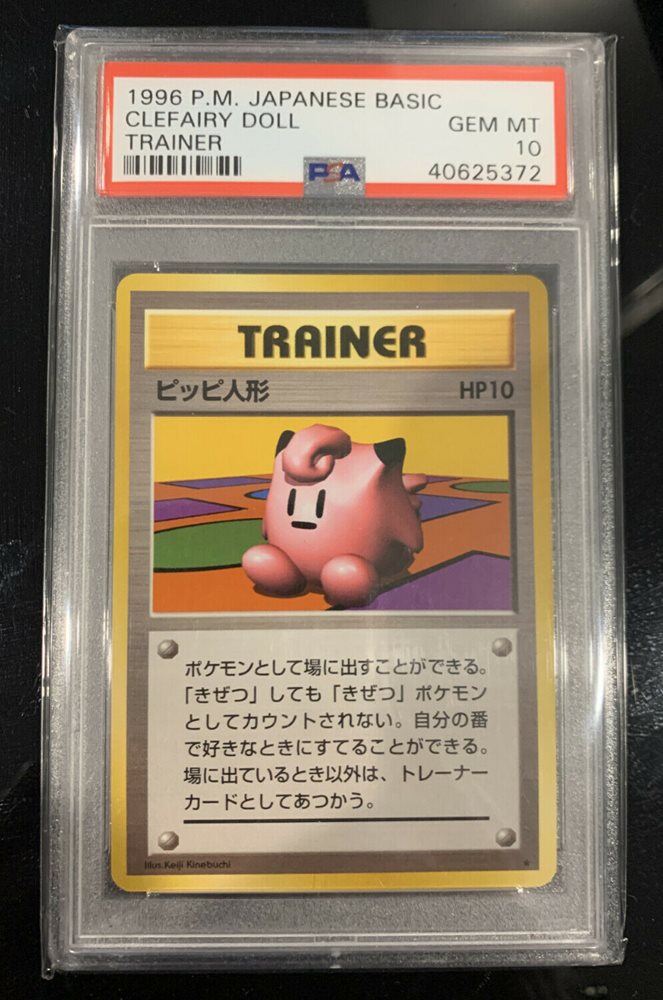 1996 P.M. JAPANESE BASIC
CLEFAIRY DOLL GEM MT
TRAINER 10
PSA 40625372
TRAINER
ピッピ人形 HP10
ポケモンとして場に出すことができる。
「きぜつ」しても「きぜつ」ポケモン
としてカウントされない。自分の番
で好きなときにすてることができる。
場に出ているとき以外は、トレーナー
カードとしてあつかう。
Illus.Keiji Kinebuchi ★